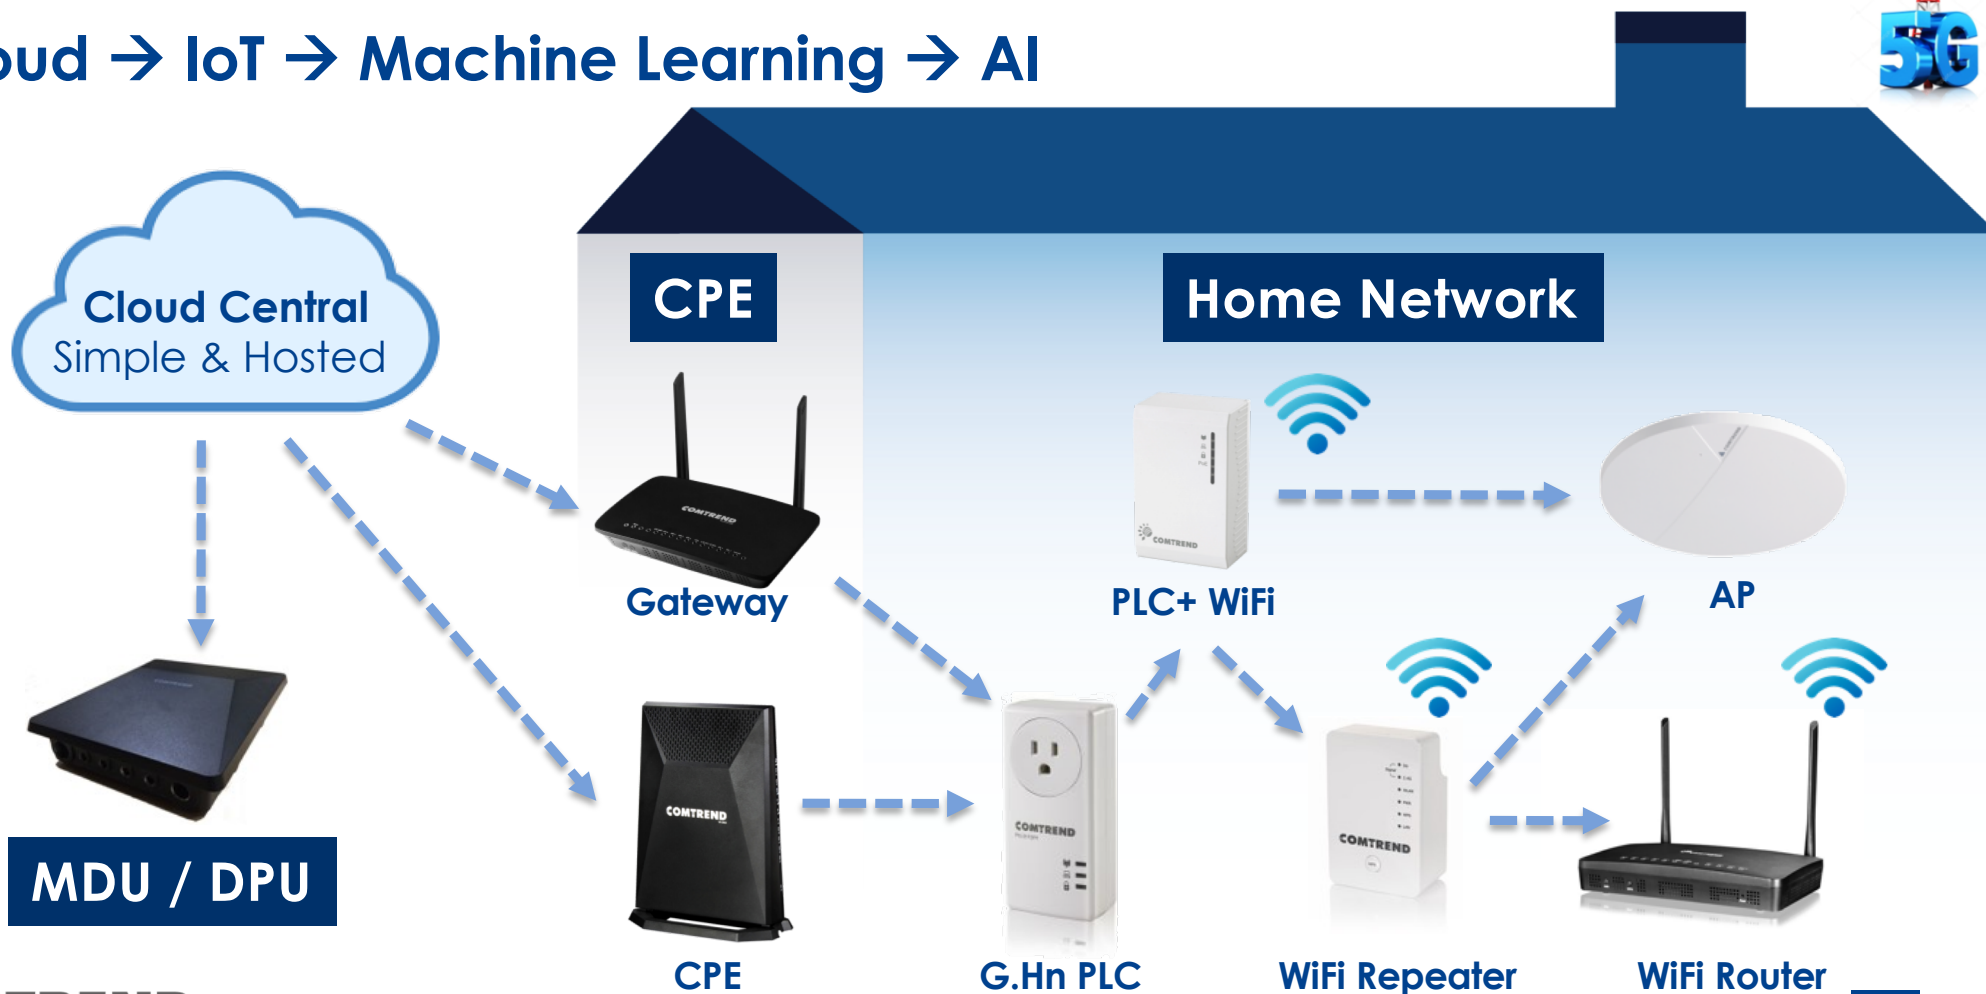 oud → IoT → Machine Learning → AI
5G
Cloud Central
Simple & Hosted
CPE
Home Network
COMTREND
Gateway
COMTREND
PLC+ WiFi
AP
MDU / DPU
COMTREND
CPE
COMTREND
G.Hn PLC
COMTREND
WiFi Repeater
WiFi Router